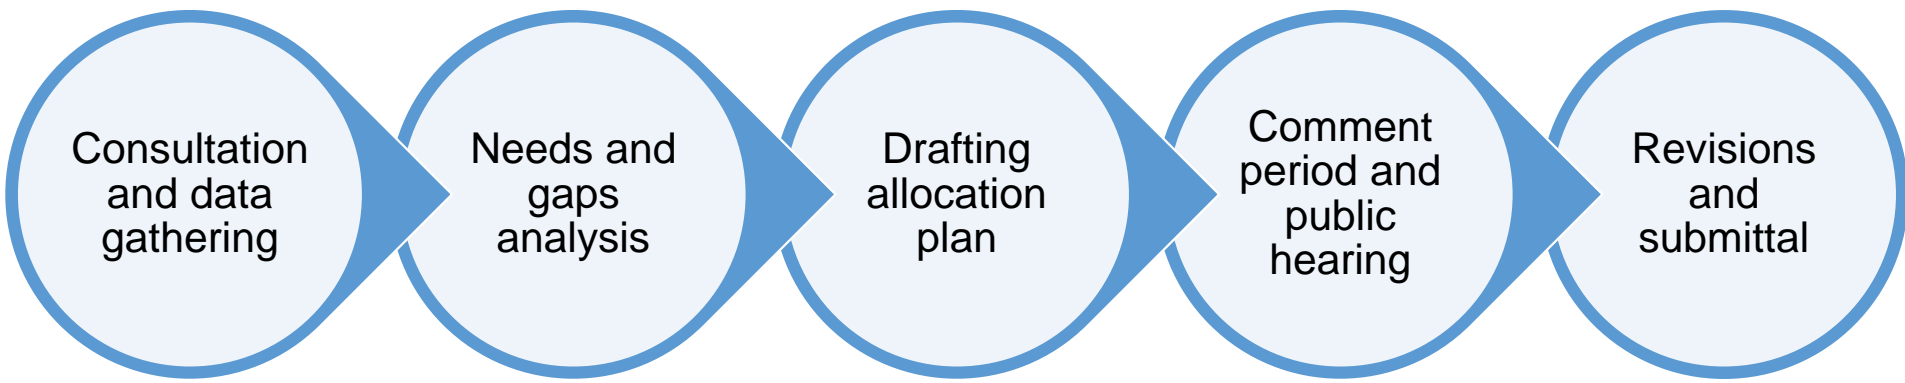 Consultation
and data
gathering
Needs and
gaps
analysis
Drafting
allocation
plan
Comment
period and
public
hearing
Revisions
and
submittal